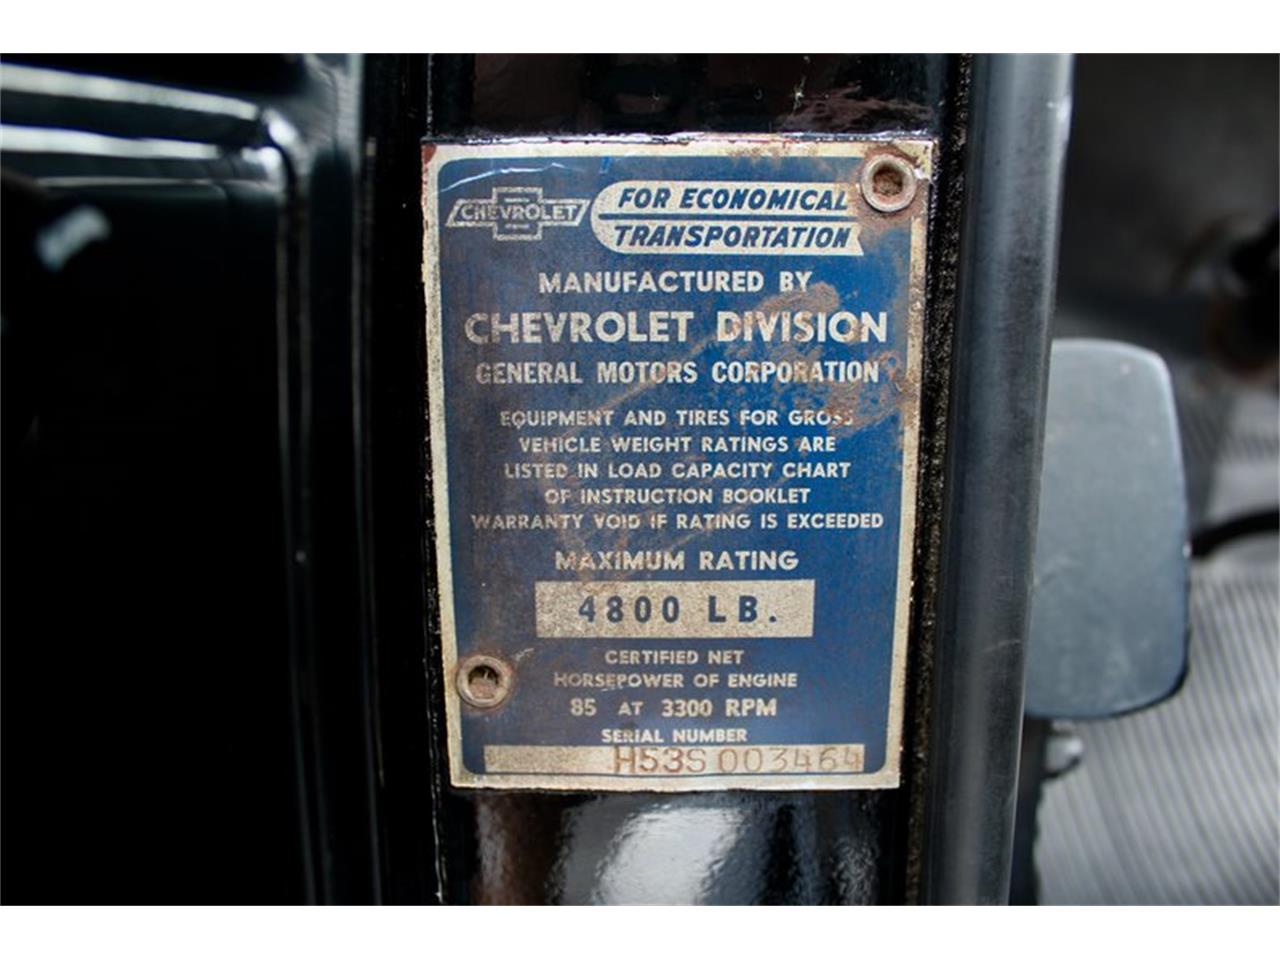 CHEVROLET
FOR ECONOMICAL
TRANSPORTATION
MANUFACTURED BY
CHEVROLET DIVISION
GENERAL MOTORS CORPORATION
EQUIPMENT AND TIRES FOR GROSS
VEHICLE WEIGHT RATINGS ARE
LISTED IN LOAD CAPACITY CHART
OF INSTRUCTION BOOKLET
WARRANTY VOID IF RATING IS EXCEEDED
MAXIMUM RATING
4800 LB.
CERTIFIED NET
HORSEPOWER OF ENGINE
85 AT 3300 RPM
SERIAL NUMBER
H53S003464